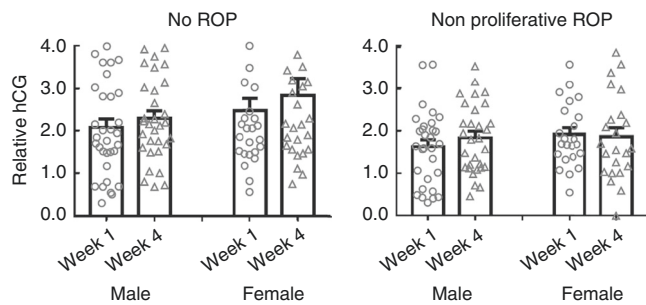 No ROP
Non proliferative ROP
Relative hCG
4.0
3.0
2.0
1.0
0.0
Week 1
Week 4
Week 1
Week 4
Male
Female
4.0
3.0
2.0
1.0
0.0
Week 1
Week 4
Week 1
Week 4
Male
Female